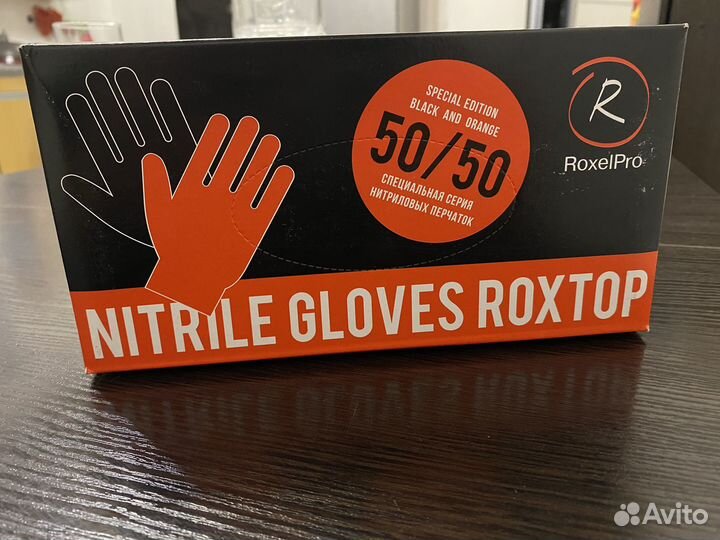 SPECIAL EDITION
BLACK AND ORANGE
50/50
СПЕЦИАЛЬНАЯ СЕРИЯ
НИТРИЛОВЫХ ПЕРЧАТОК
R
RoxelPro
NITRILE GLOVES ROXTOP
Avito